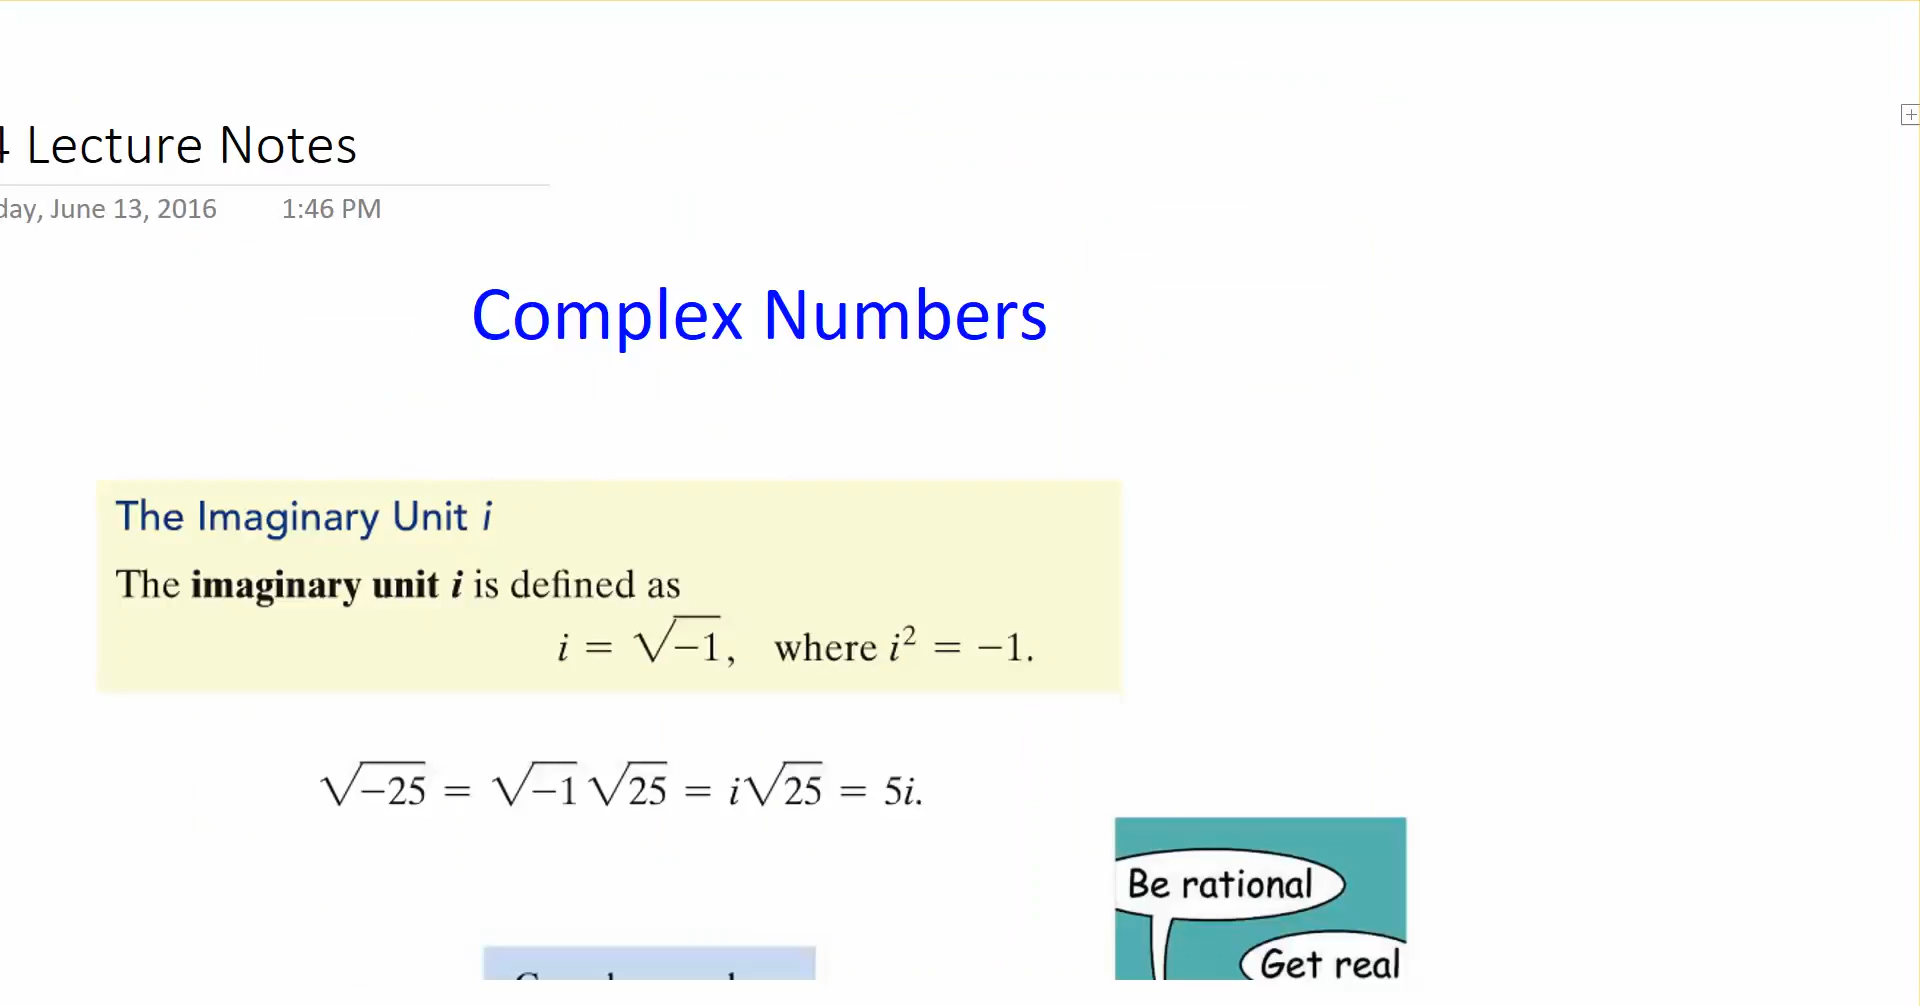 4 Lecture Notes
day, June 13, 2016 1:46 PM
Complex Numbers
The Imaginary Unit i
The imaginary unit i is defined as
i = √−1, where i² = −1.
√−25 = √−1 √25 = i√25 = 5i.
Be rational
Get real